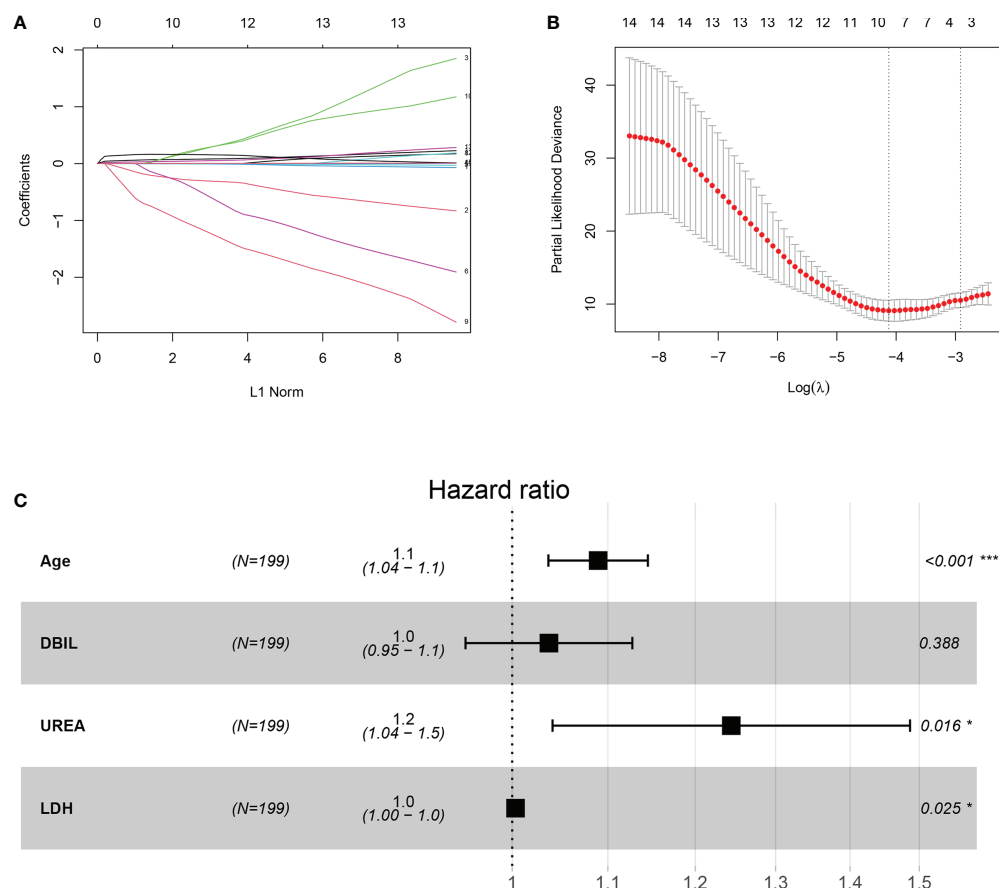 A
0 10 12 13 13
2
1
0
−1
−2
Coefficients
3
10
2
6
9
0 2 4 6 8
L1 Norm
B
14 14 14 13 13 13 12 12 11 10 7 7 4 3
40
30
20
10
Partial Likelihood Deviance
−8 −7 −6 −5 −4 −3
Log(λ)
C
Hazard ratio
Age (N=199) 1.1 <0.001 ***
(1.04 − 1.1)
DBIL (N=199) 1.0 0.388
(0.95 − 1.1)
UREA (N=199) 1.2 0.016 *
(1.04 − 1.5)
LDH (N=199) 1.0 0.025 *
(1.00 − 1.0)
1 1.1 1.2 1.3 1.4 1.5